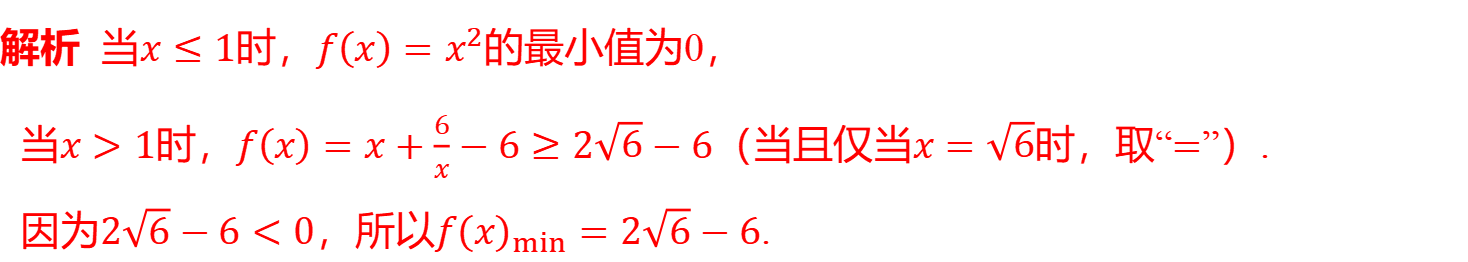 解析 当x ≤ 1时，f(x) = x²的最小值为0，
当x > 1时，f(x) = x + 6/x − 6 ≥ 2√6 − 6（当且仅当x = √6时，取“=”）.
因为2√6 − 6 < 0，所以f(x)min = 2√6 − 6.